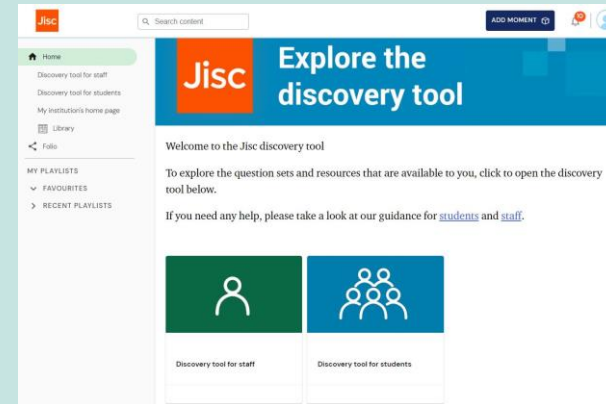 Jisc
Search content
ADD MOMENT
Home
Discovery tool for staff
Discovery tool for students
My institution's home page
Library
Folio
MY PLAYLISTS
FAVOURITES
RECENT PLAYLISTS
Jisc
Explore the
discovery tool
Welcome to the Jisc discovery tool
To explore the question sets and resources that are available to you, click to open the discovery
tool below.
If you need any help, please take a look at our guidance for students and staff.
Discovery tool for staff
Discovery tool for students